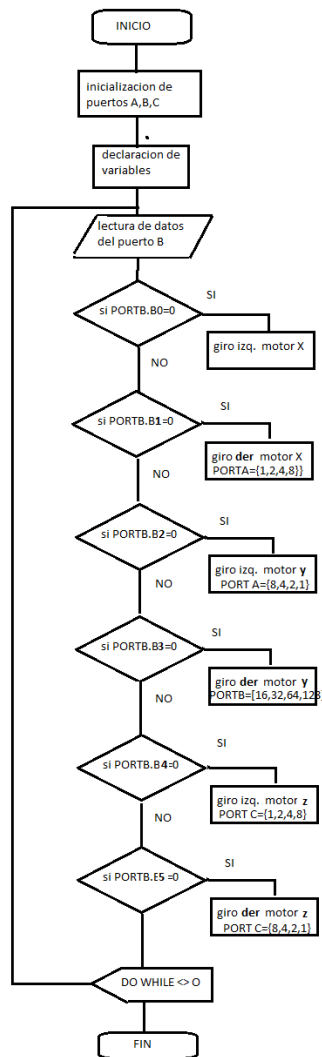 INICIO
inicializacion de
puertos A,B,C
declaracion de
variables
lectura de datos
del puerto B
si PORTB.B0=0
SI
giro izq. motor X
NO
si PORTB.B1=0
SI
giro der motor X
PORTA={1,2,4,8}}
NO
si PORTB.B2=0
SI
giro izq. motor y
PORT A={8,4,2,1}
NO
si PORTB.B3=0
SI
giro der motor y
PORTB=[16,32,64,128
NO
si PORTB.B4=0
SI
giro izq. motor z
PORT C={1,2,4,8}
NO
si PORTB.E5 =0
SI
giro der motor z
PORT C={8,4,2,1}
DO WHILE <> O
FIN